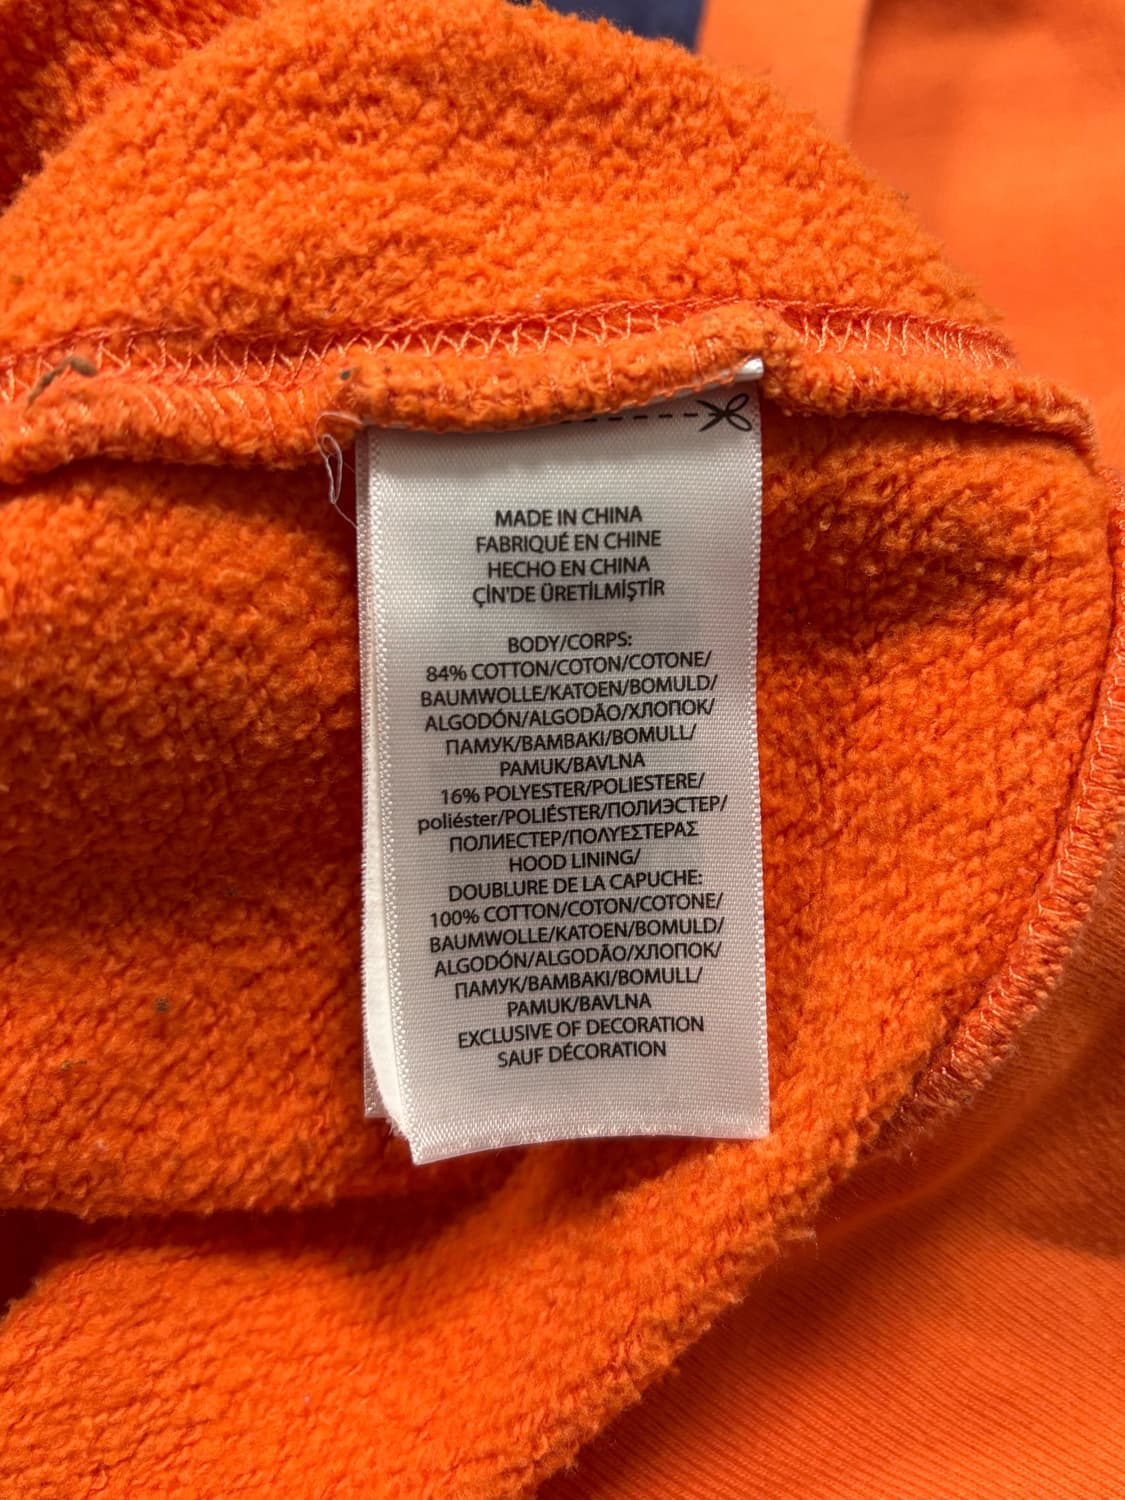 MADE IN CHINA
FABRIQUÉ EN CHINE
HECHO EN CHINA
ÇİN'DE ÜRETİLMİŞTİR
BODY/CORPS:
84% COTTON/COTON/COTONE/
BAUMWOLLE/KATOEN/BOMULD/
ALGODÓN/ALGODÃO/ХЛОПОК/
ПАМУК/ΒΑΜΒΑΚΙ/BOMULL/
PAMUK/BAVLNA
16% POLYESTER/POLIESTERE/
poliéster/POLIÉSTER/ПОЛИЭСТЕР/
ПОЛИЕСТЕР/ΠΟΛΥΕΣΤΕΡΑΣ
HOOD LINING/
DOUBLURE DE LA CAPUCHE:
100% COTTON/COTON/COTONE/
BAUMWOLLE/KATOEN/BOMULD/
ALGODÓN/ALGODÃO/ХЛОПОК/
ПАМУК/ΒΑΜΒΑΚΙ/BOMULL/
PAMUK/BAVLNA
EXCLUSIVE OF DECORATION
SAUF DÉCORATION